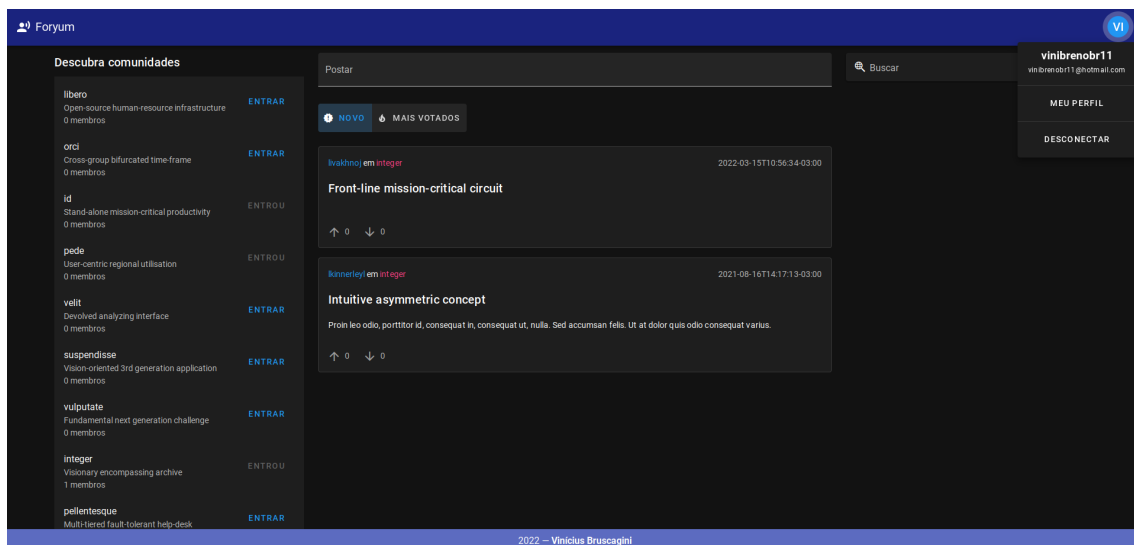 Foryum
VI
vinibrenobr11
vinibrenobr11@hotmail.com
MEU PERFIL
DESCONECTAR
Descubra comunidades
libero
Open-source human-resource infrastructure
0 membros
ENTRAR
orci
Cross-group bifurcated time-frame
0 membros
ENTRAR
id
Stand-alone mission-critical productivity
0 membros
ENTROU
pede
User-centric regional utilisation
0 membros
ENTROU
velit
Devolved analyzing interface
0 membros
ENTRAR
suspendisse
Vision-oriented 3rd generation application
0 membros
ENTRAR
vulputate
Fundamental next generation challenge
0 membros
ENTRAR
integer
Visionary encompassing archive
1 membros
ENTROU
pellentesque
Multi-tiered fault-tolerant help-desk
ENTRAR
Postar
NOVO
MAIS VOTADOS
livakhnoj em integer
2022-03-15T10:56:34-03:00
Front-line mission-critical circuit
0
0
lkinnerleyl em integer
2021-08-16T14:17:13-03:00
Intuitive asymmetric concept
Proin leo odio, porttitor id, consequat in, consequat ut, nulla. Sed accumsan felis. Ut at dolor quis odio consequat varius.
0
0
Buscar
2022 — Vinícius Bruscagini